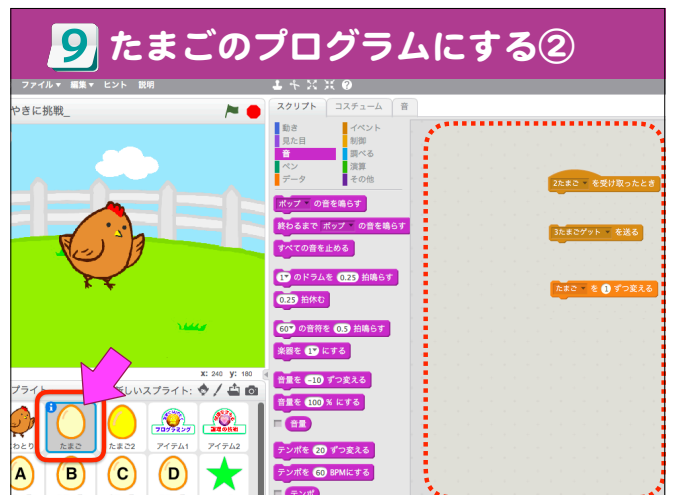 9 たまごのプログラムにする②
ファイル▼ 編集▼ ヒント 説明
やきに挑戦_
スクリプト コスチューム 音
動き イベント
見た目 制御
音 調べる
ペン 演算
データ その他
ポップ▼ の音を鳴らす
終わるまで ポップ▼ の音を鳴らす
すべての音を止める
1▼ のドラムを 0.25 拍鳴らす
0.25 拍休む
60▼ の音符を 0.5 拍鳴らす
楽器を 1▼ にする
音量を -10 ずつ変える
音量を 100 % にする
音量
テンポを 20 ずつ変える
テンポを 60 BPMにする
テンポ
2たまご▼ を受け取ったとき
3たまごゲット▼ を送る
たまご▼ を 1 ずつ変える
x: 240 y: 180
プライト
しいスプライト:
わとり たまご たまご2 アイテム1 アイテム2
プログラミング
A B C D